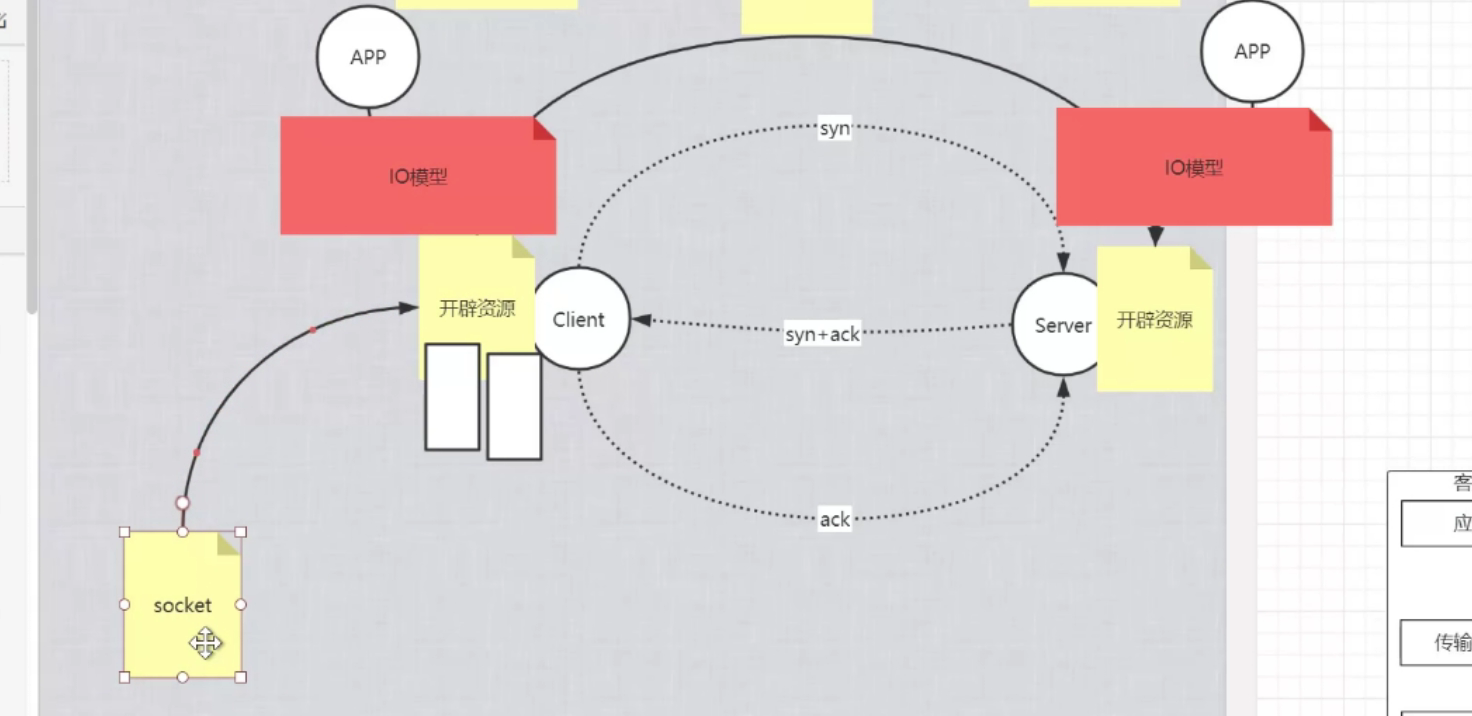 APP
APP
IO模型
IO模型
syn
开辟资源
Client
syn+ack
Server
开辟资源
ack
socket
客
应
传输